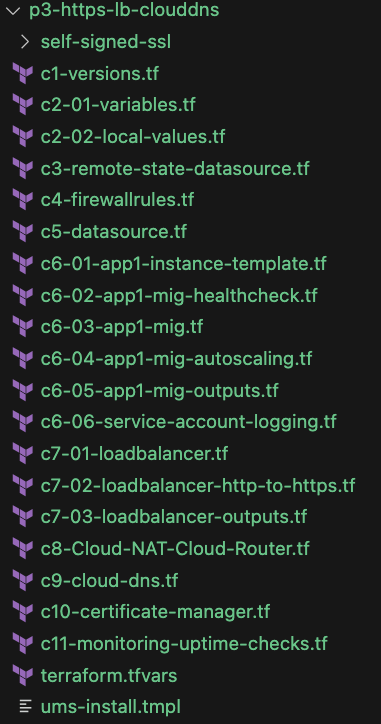 p3-https-lb-clouddns
self-signed-ssl
c1-versions.tf
c2-01-variables.tf
c2-02-local-values.tf
c3-remote-state-datasource.tf
c4-firewallrules.tf
c5-datasource.tf
c6-01-app1-instance-template.tf
c6-02-app1-mig-healthcheck.tf
c6-03-app1-mig.tf
c6-04-app1-mig-autoscaling.tf
c6-05-app1-mig-outputs.tf
c6-06-service-account-logging.tf
c7-01-loadbalancer.tf
c7-02-loadbalancer-http-to-https.tf
c7-03-loadbalancer-outputs.tf
c8-Cloud-NAT-Cloud-Router.tf
c9-cloud-dns.tf
c10-certificate-manager.tf
c11-monitoring-uptime-checks.tf
terraform.tfvars
ums-install.tmpl